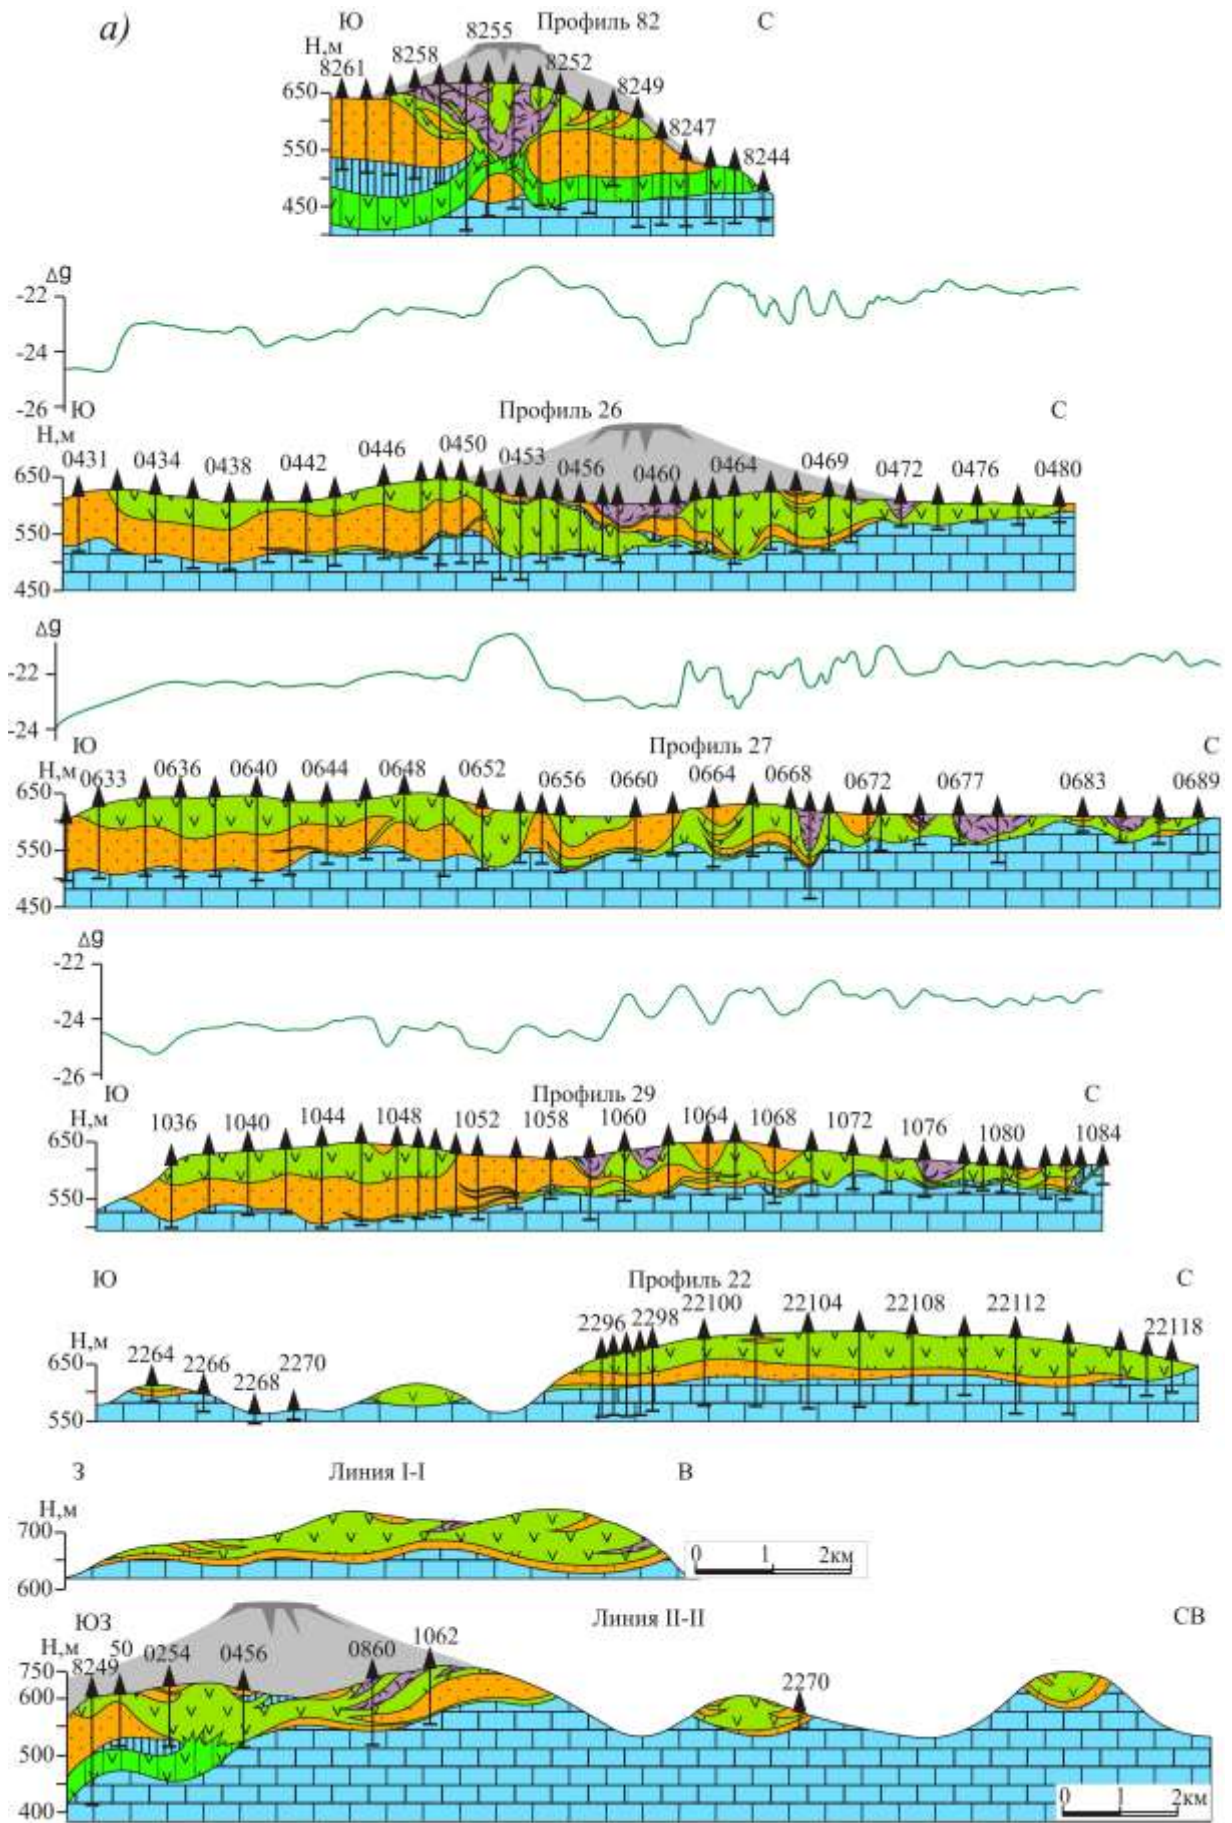 а)
Ю Профиль 82 С
Н,м
8261 8258 8255 8252 8249 8247 8244
650
550
450
Δg
-22
-24
-26
Ю Профиль 26 С
Н,м
0431 0434 0438 0442 0446 0450 0453 0456 0460 0464 0469 0472 0476 0480
650
550
450
Δg
-22
-24
Ю Профиль 27 С
Н,м
0633 0636 0640 0644 0648 0652 0656 0660 0664 0668 0672 0677 0683 0689
650
550
450
Δg
-22
-24
-26
Ю Профиль 29 С
Н,м
1036 1040 1044 1048 1052 1058 1060 1064 1068 1072 1076 1080 1084
650
550
Ю Профиль 22 С
Н,м
2264 2266 2268 2270 2296 2298 22100 22104 22108 22112 22118
650
550
З Линия I-I В
Н,м
700
600
0 1 2км
ЮЗ Линия II-II СВ
Н,м
8249 50 0254 0456 0860 1062 2270
750
600
500
400
0 1 2км